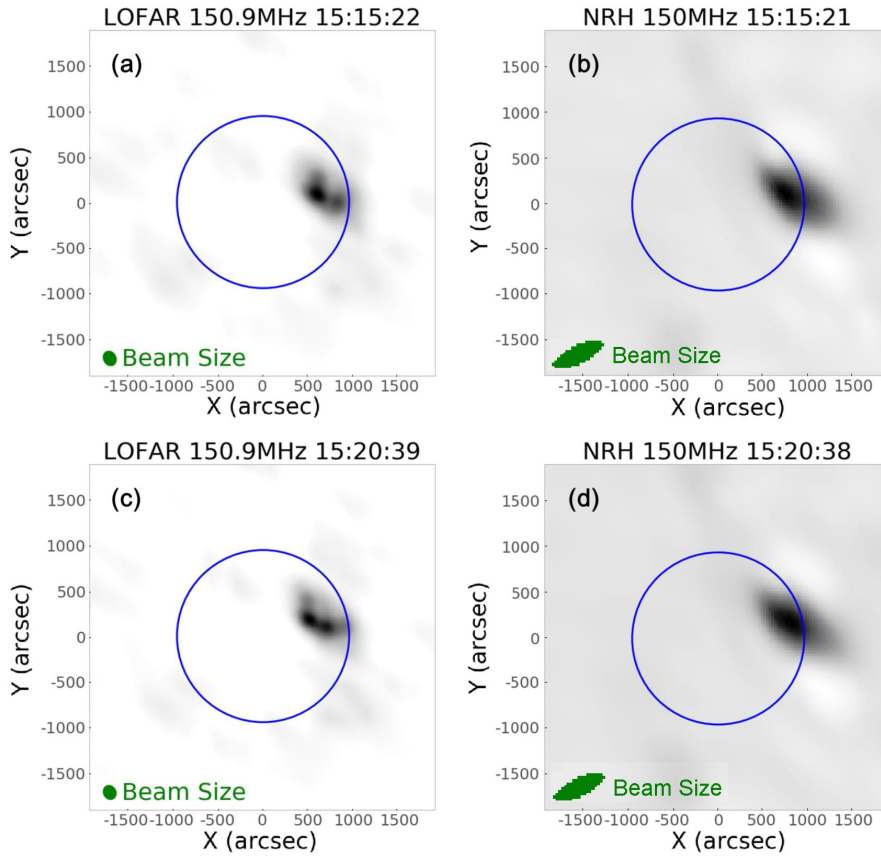 LOFAR 150.9MHz 15:15:22
(a)
1500
1000
500
0
-500
-1000
-1500
Y (arcsec)
Beam Size
-1500-1000 -500 0 500 1000 1500
X (arcsec)
NRH 150MHz 15:15:21
(b)
1500
1000
500
0
-500
-1000
-1500
Y (arcsec)
Beam Size
-1500-1000 -500 0 500 1000 1500
X (arcsec)
LOFAR 150.9MHz 15:20:39
(c)
1500
1000
500
0
-500
-1000
-1500
Y (arcsec)
Beam Size
-1500-1000 -500 0 500 1000 1500
X (arcsec)
NRH 150MHz 15:20:38
(d)
1500
1000
500
0
-500
-1000
-1500
Y (arcsec)
Beam Size
-1500-1000 -500 0 500 1000 1500
X (arcsec)